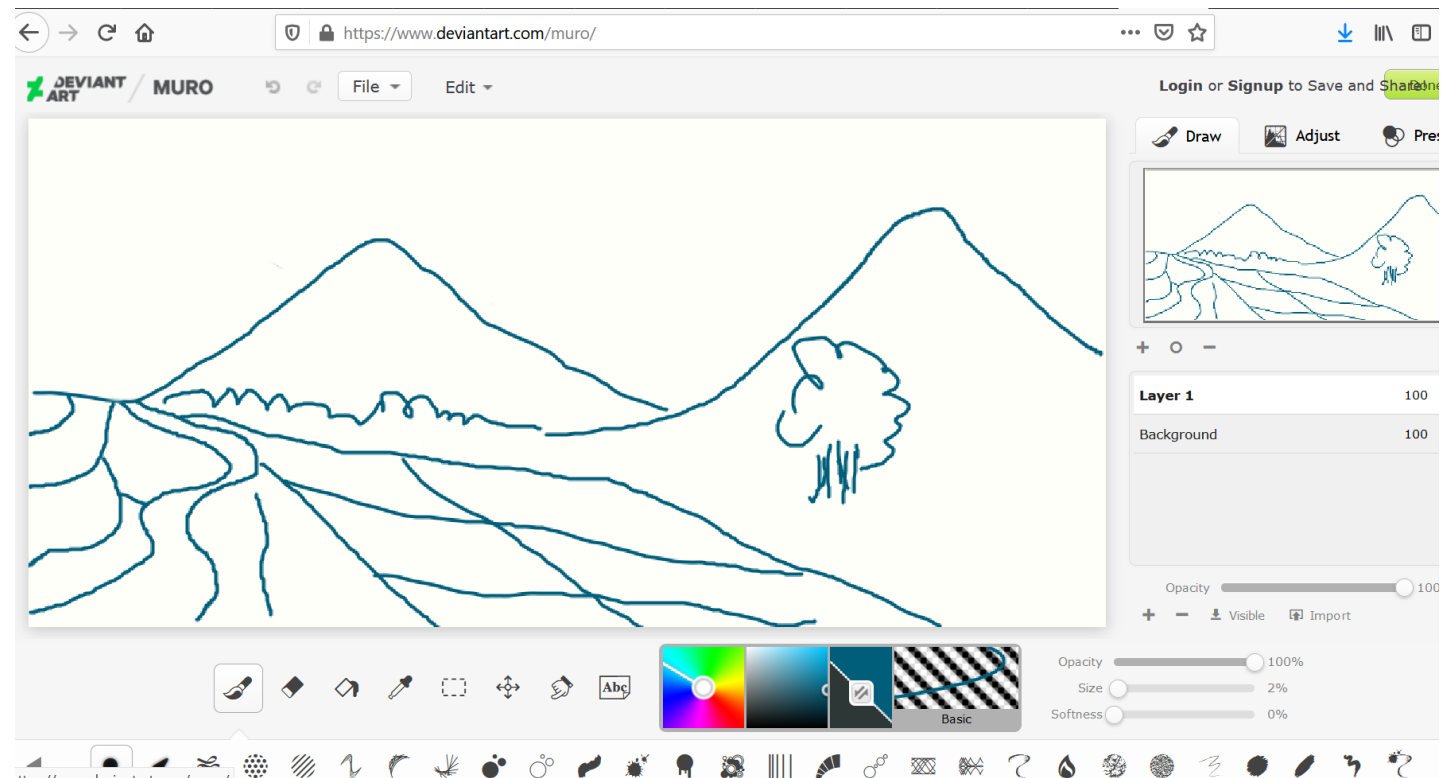 https://www.deviantart.com/muro/
DEVIANT ART MURO File Edit
Login or Signup to Save and Share!
Draw Adjust
Layer 1 100
Background 100
Opacity 100
Visible Import
Abc
Basic
Opacity 100%
Size 2%
Softness 0%